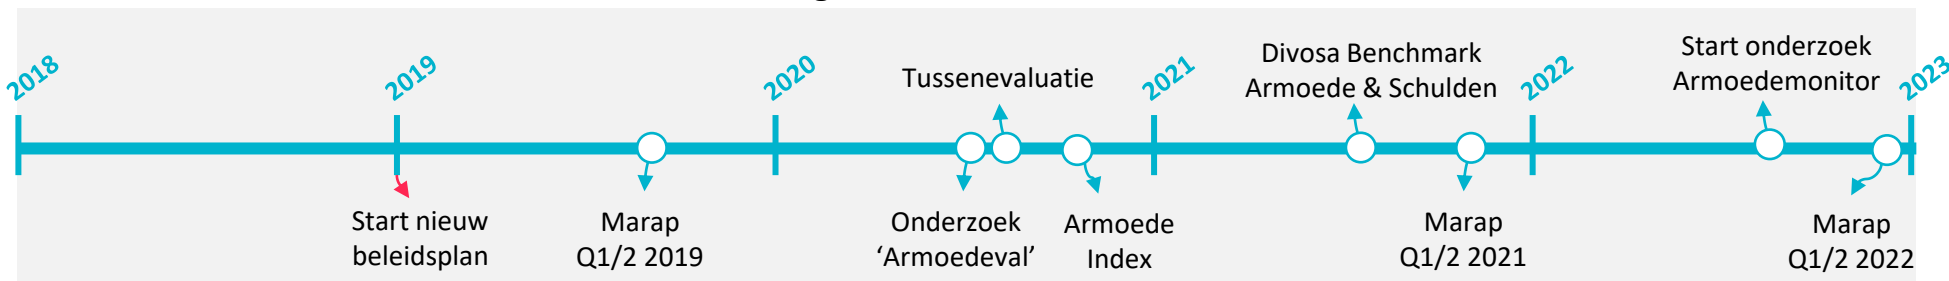 2018
2019
2020
2021
2022
2023
Tussenevaluatie
Divosa Benchmark
Armoede & Schulden
Start onderzoek
Armoedemonitor
Start nieuw
beleidsplan
Marap
Q1/2 2019
Onderzoek
‘Armoedeval’
Armoede
Index
Marap
Q1/2 2021
Marap
Q1/2 2022